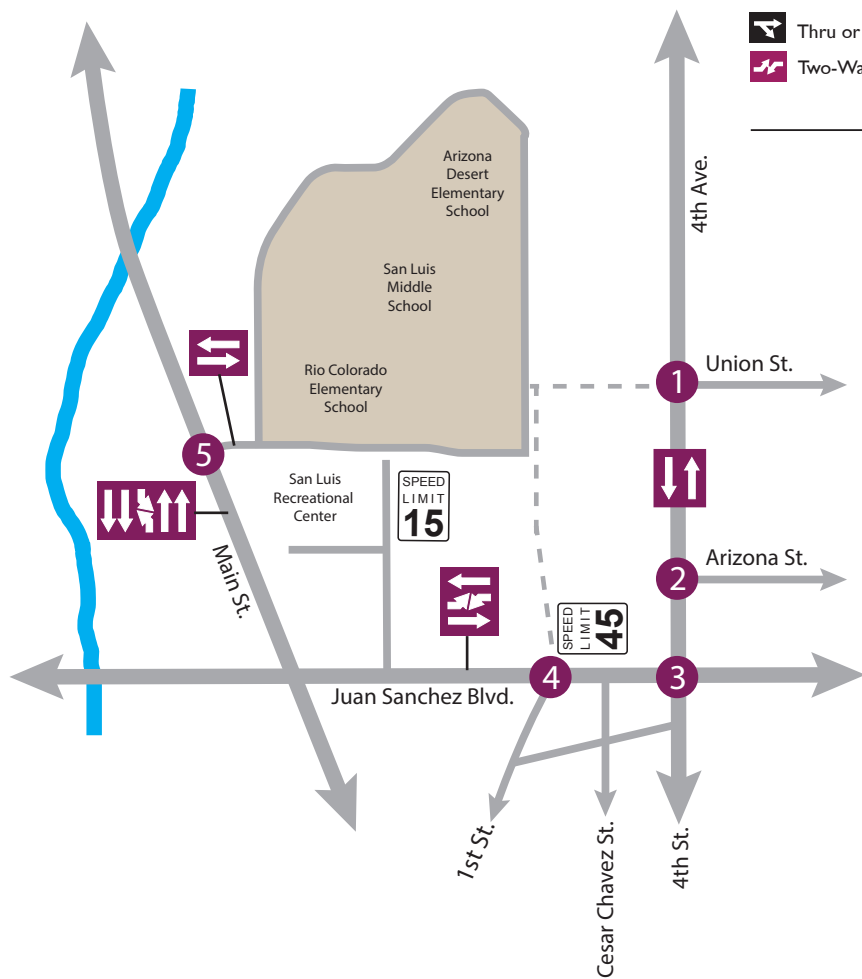 Thru or
Two-Wa
4th Ave.
Arizona
Desert
Elementary
School
San Luis
Middle
School
Rio Colorado
Elementary
School
1
Union St.
5
San Luis
Recreational
Center
SPEED
LIMIT
15
Main St.
2
Arizona St.
SPEED
LIMIT
45
4
3
Juan Sanchez Blvd.
1st St.
Cesar Chavez St.
4th St.